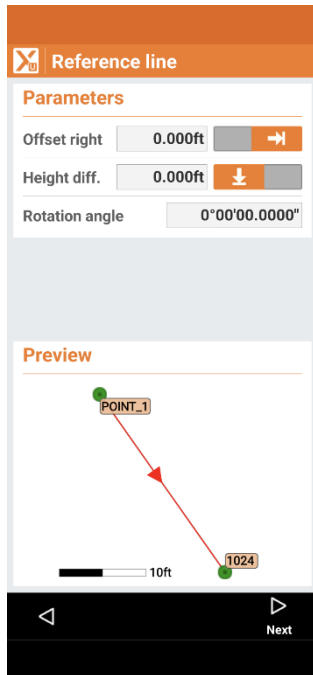 Reference line
Parameters
Offset right 0.000ft
Height diff. 0.000ft
Rotation angle 0°00'00.0000"
Preview
POINT_1
1024
10ft
Next